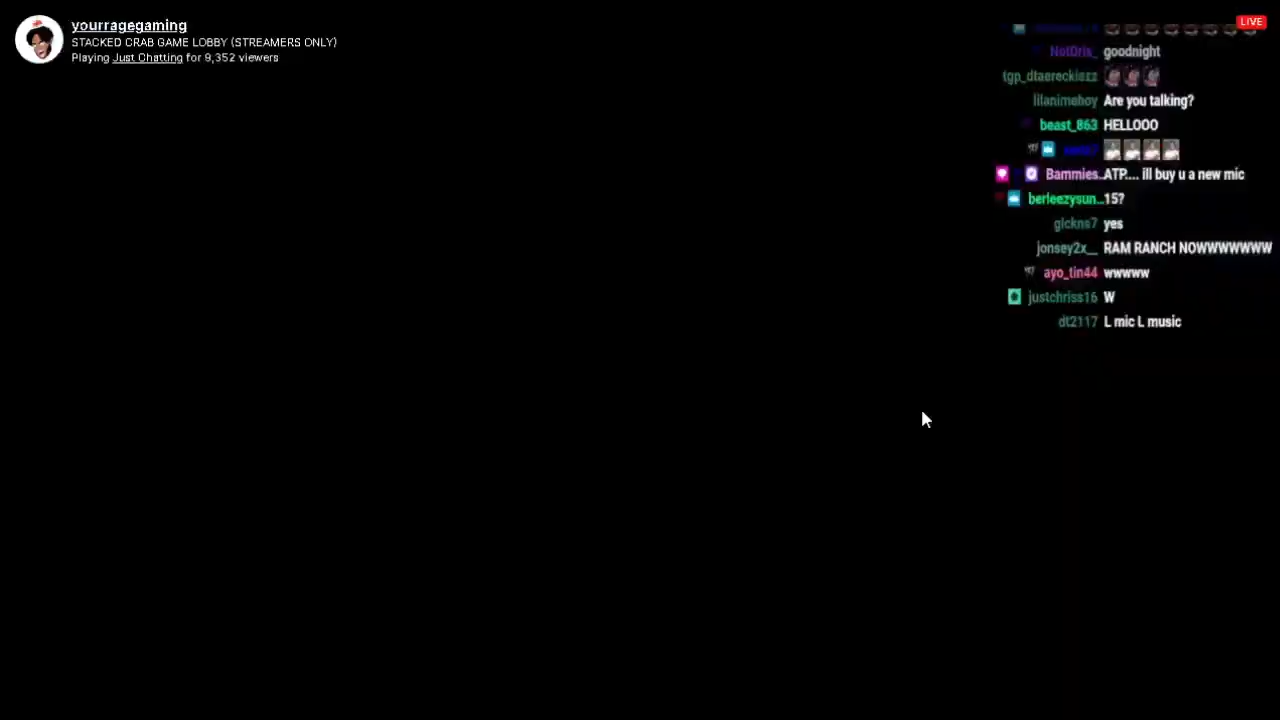 yourragegaming
STACKED CRAB GAME LOBBY (STREAMERS ONLY)
Playing Just Chatting for 9,352 viewers
LIVE
NotDris_ goodnight
lilanimeboy Are you talking?
beast_863 HELLOOO
Bammies.. ATP.... ill buy u a new mic
berleezysun.. 15?
glckns7 yes
jonsey2x__ RAM RANCH NOWWWWWWW
ayo_tin44 wwwww
justchriss16 W
dt2117 L mic L music